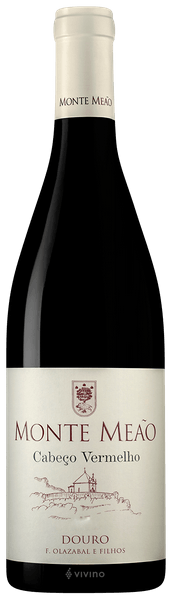 MONTE MEÃO
MONTE MEÃO
Cabeço Vermelho
DOURO
F. OLAZABAL E FILHOS
vivino